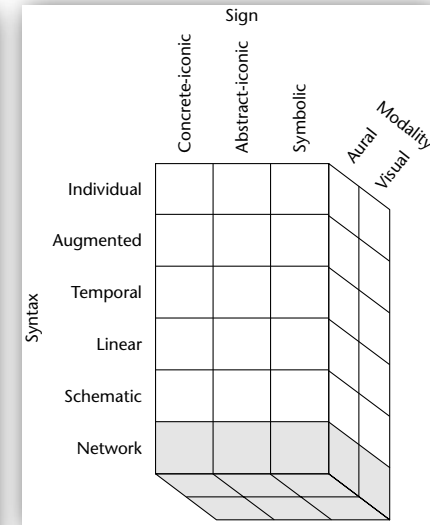 Sign
Concrete-iconic
Abstract-iconic
Symbolic
Modality
Aural
Visual
Syntax
Individual
Augmented
Temporal
Linear
Schematic
Network